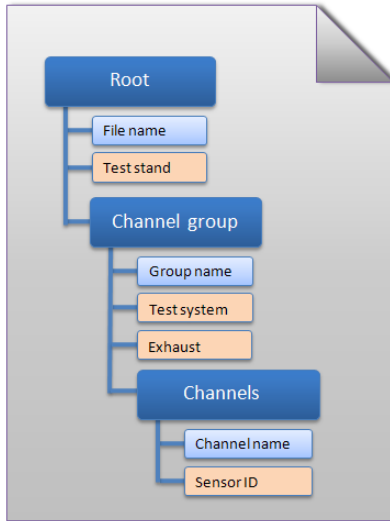 Root
File name
Test stand
Channel group
Group name
Test system
Exhaust
Channels
Channel name
Sensor ID